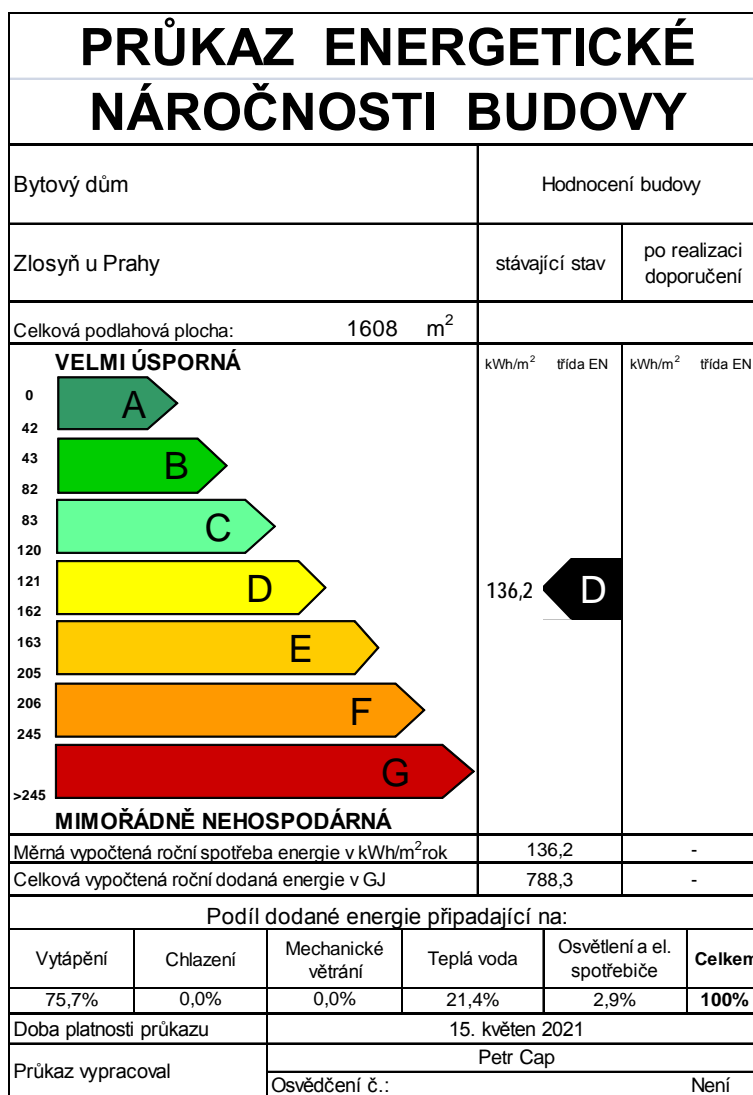 PRŮKAZ ENERGETICKÉ
NÁROČNOSTI BUDOVY
Bytový dům
Hodnocení budovy
Zlosyň u Prahy
stávající stav
po realizaci
doporučení
Celková podlahová plocha: 1608 m²
VELMI ÚSPORNÁ
kWh/m² třída EN kWh/m² třída EN
0
A
42
43
B
82
83
C
120
121
D
136,2 D
162
163
E
205
206
F
245
G
>245
MIMOŘÁDNĚ NEHOSPODÁRNÁ
Měrná vypočtená roční spotřeba energie v kWh/m²rok 136,2 -
Celková vypočtená roční dodaná energie v GJ 788,3 -
Podíl dodané energie připadající na:
Vytápění
Chlazení
Mechanické
větrání
Teplá voda
Osvětlení a el.
spotřebiče
Celkem
75,7% 0,0% 0,0% 21,4% 2,9% 100%
Doba platnosti průkazu 15. květen 2021
Průkaz vypracoval
Petr Cap
Osvědčení č.: Není